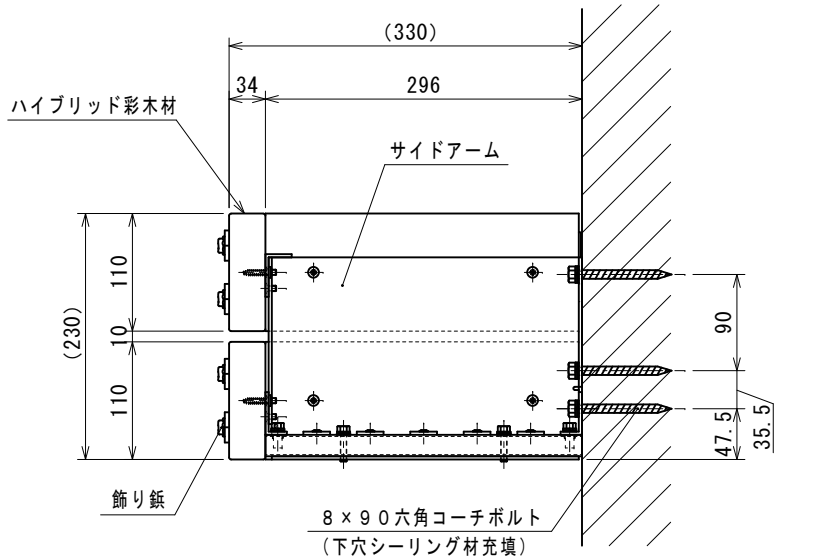 (330)
34
296
ハイブリッド彩木材
サイドアーム
110
10
110
(230)
90
47.5
35.5
飾り鋲
8×90六角コーチボルト
(下穴シーリング材充填)